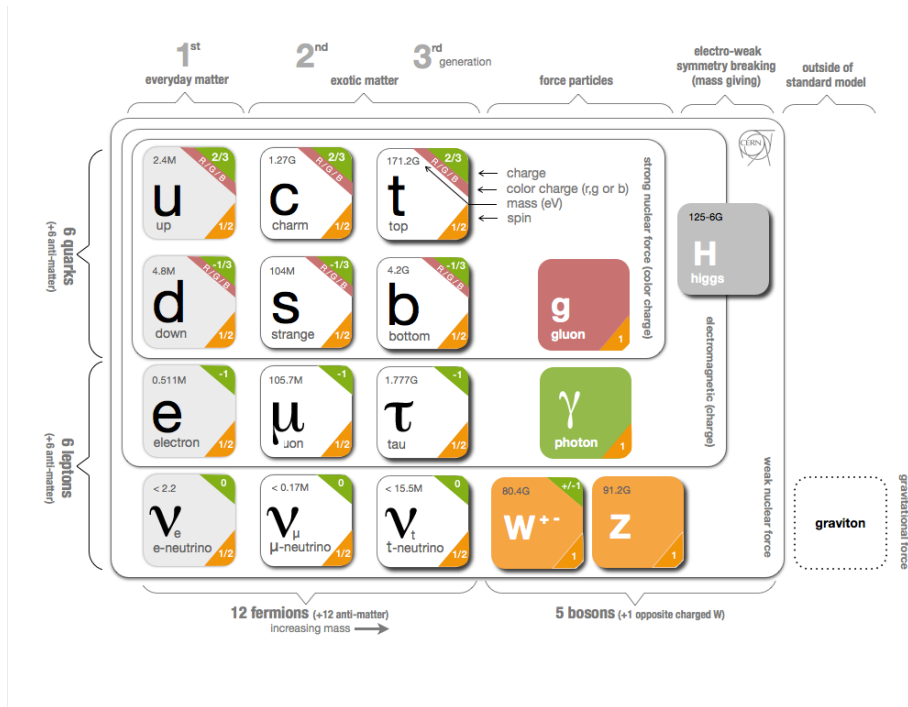 1st
2nd
3rd generation
everyday matter
exotic matter
force particles
electro-weak
symmetry breaking
(mass giving)
outside of
standard model
6 quarks
(+6 anti-matter)
6 leptons
(+6 anti-matter)
2.4M
2/3
R/G/B
u
up
1/2
1.27G
2/3
R/G/B
c
charm
1/2
171.2G
2/3
R/G/B
t
top
1/2
charge
color charge (r,g or b)
mass (eV)
spin
strong nuclear force (color charge)
CERN
125-6G
H
higgs
4.8M
-1/3
R/G/B
d
down
1/2
104M
-1/3
R/G/B
s
strange
1/2
4.2G
-1/3
R/G/B
b
bottom
1/2
g
gluon
1
electromagnetic (charge)
0.511M
-1
e
electron
1/2
105.7M
-1
μ
uon
1/2
1.777G
-1
τ
tau
1/2
γ
photon
1
weak nuclear force
< 2.2
0
νe
e-neutrino
1/2
< 0.17M
0
νμ
μ-neutrino
1/2
< 15.5M
0
νt
t-neutrino
1/2
80.4G
+/-1
W+-
1
91.2G
Z
1
graviton
gravitational force
12 fermions (+12 anti-matter)
increasing mass
5 bosons (+1 opposite charged W)